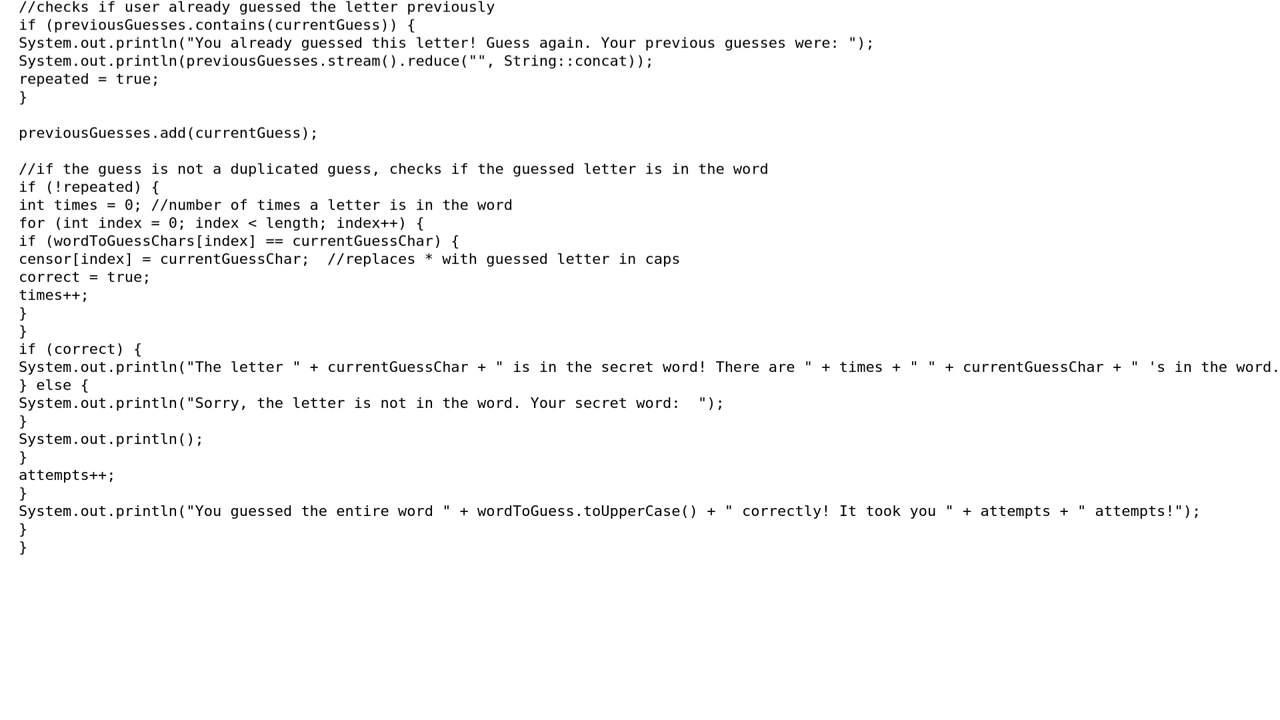 //checks if user already guessed the letter previously
if (previousGuesses.contains(currentGuess)) {
System.out.println("You already guessed this letter! Guess again. Your previous guesses were: ");
System.out.println(previousGuesses.stream().reduce("", String::concat));
repeated = true;
}

previousGuesses.add(currentGuess);

//if the guess is not a duplicated guess, checks if the guessed letter is in the word
if (!repeated) {
int times = 0; //number of times a letter is in the word
for (int index = 0; index < length; index++) {
if (wordToGuessChars[index] == currentGuessChar) {
censor[index] = currentGuessChar;  //replaces * with guessed letter in caps
correct = true;
times++;
}
}
if (correct) {
System.out.println("The letter " + currentGuessChar + " is in the secret word! There are " + times + " " + currentGuessChar + " 's in the word.
} else {
System.out.println("Sorry, the letter is not in the word. Your secret word:  ");
}
System.out.println();
}
attempts++;
}
System.out.println("You guessed the entire word " + wordToGuess.toUpperCase() + " correctly! It took you " + attempts + " attempts!");
}
}